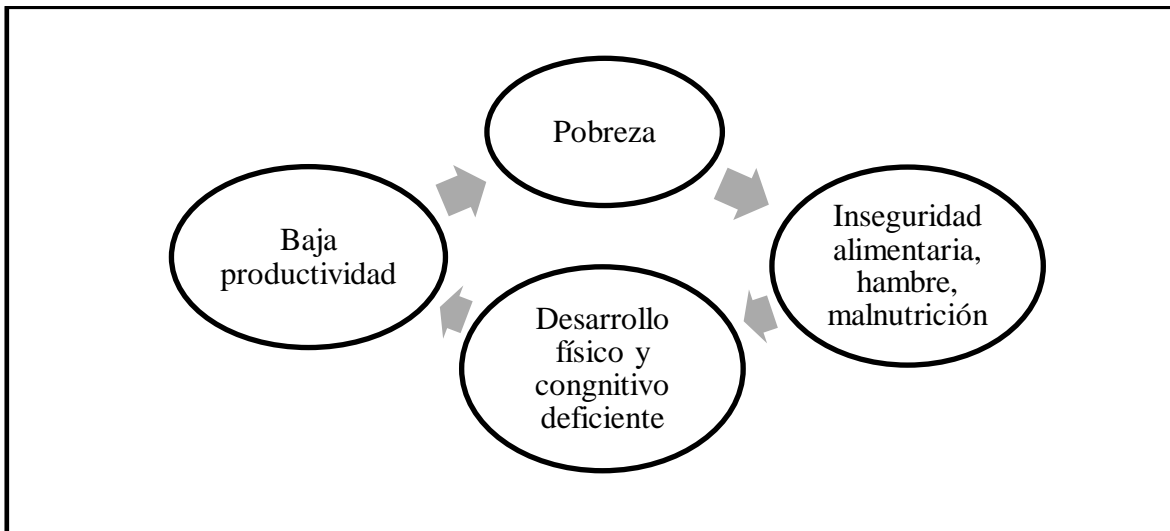 Pobreza
Inseguridad
alimentaria,
hambre,
malnutrición
Desarrollo
físico y
congnitivo
deficiente
Baja
productividad